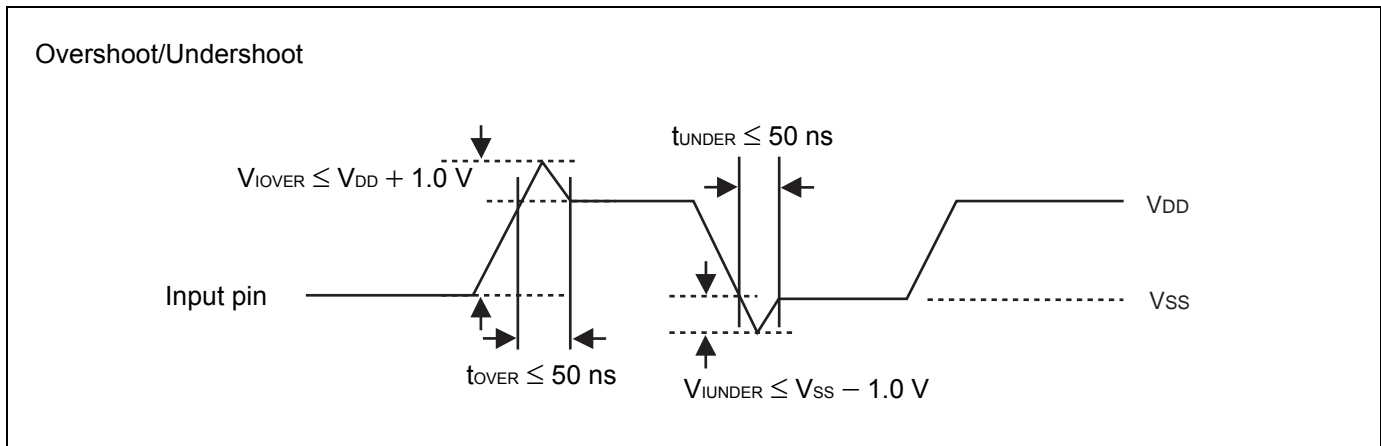 Overshoot/Undershoot
tUNDER ≤ 50 ns
VIOVER ≤ VDD + 1.0 V
VDD
Input pin
VSS
tOVER ≤ 50 ns
VIUNDER ≤ VSS − 1.0 V